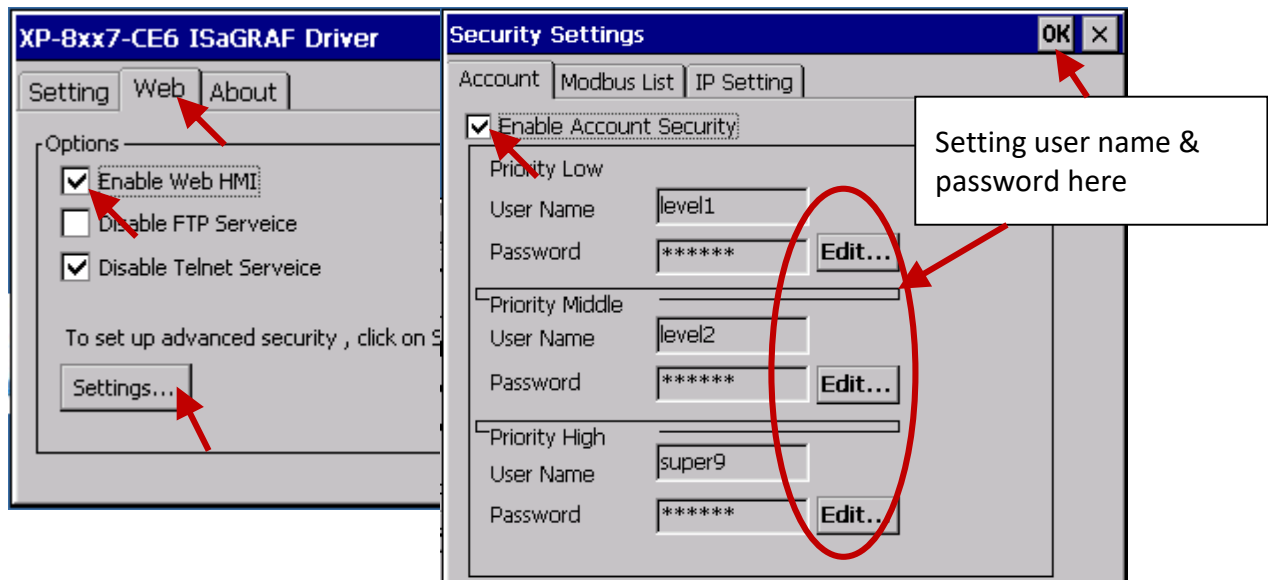 XP-8xx7-CE6 ISaGRAF Driver
Setting Web About
Options
Enable Web HMI
Disable FTP Serveice
Disable Telnet Serveice
To set up advanced security , click on S
Settings...
Security Settings
OK ×
Account Modbus List IP Setting
Enable Account Security
Priority Low
User Name level1
Password ****** Edit...
Priority Middle
User Name level2
Password ****** Edit...
Priority High
User Name super9
Password ****** Edit...
Setting user name &
password here